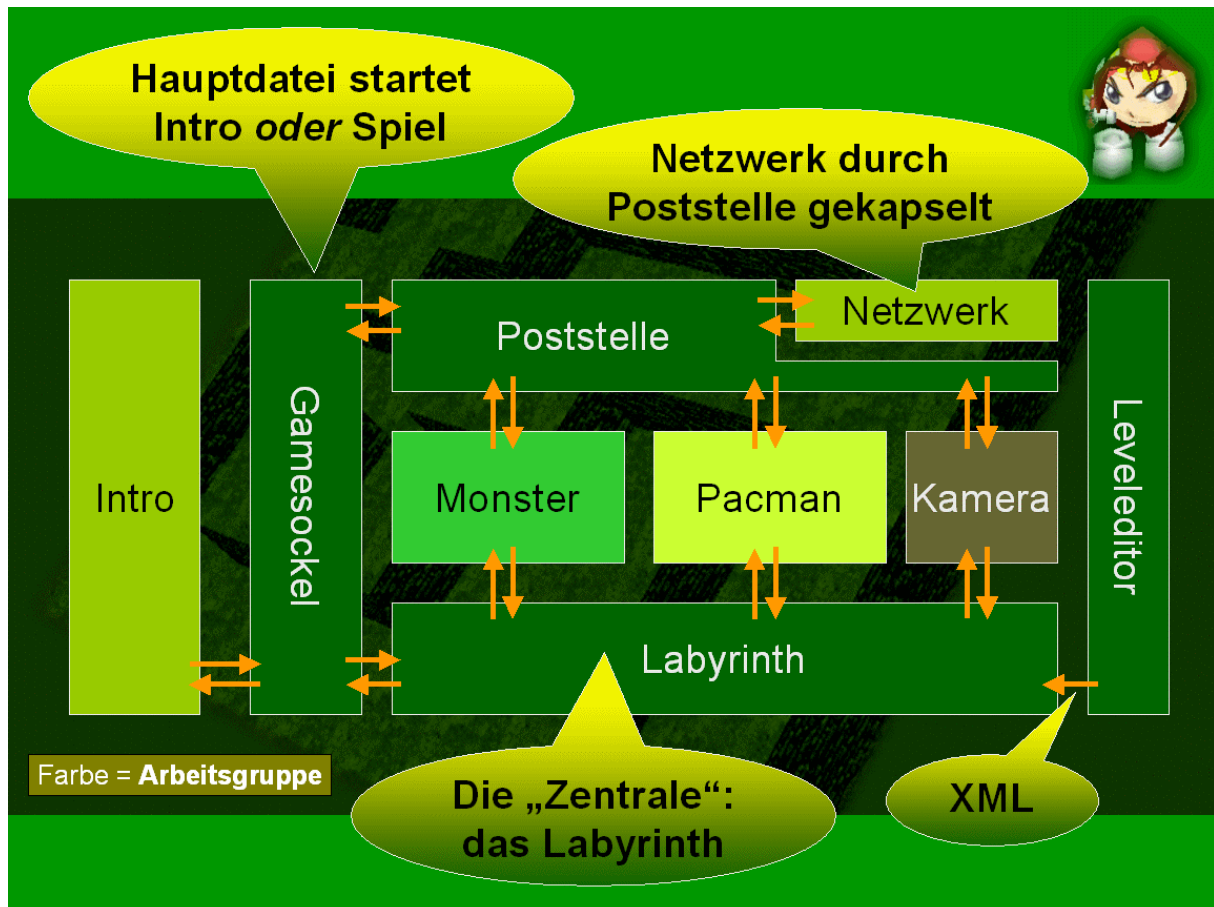 Hauptdatei startet
Intro oder Spiel
Netzwerk durch
Poststelle gekapselt
Netzwerk
Poststelle
Gamesockel
Leveleditor
Intro
Monster
Pacman
Kamera
Labyrinth
Farbe = Arbeitsgruppe
Die „Zentrale“:
das Labyrinth
XML